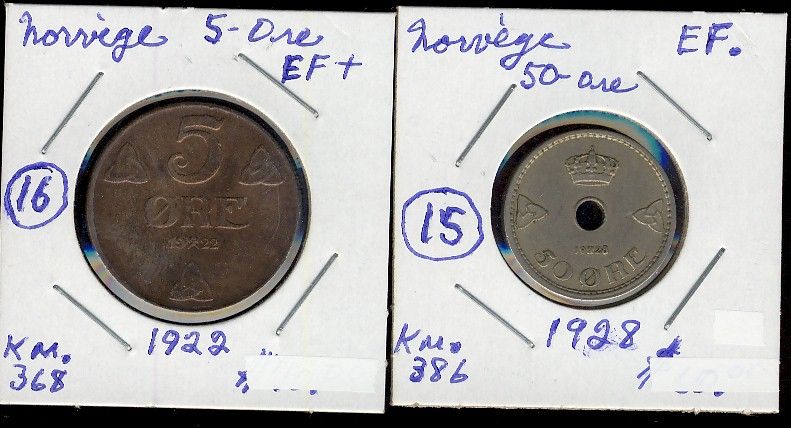 Norvège 5-Ore
EF+
16
5
ØRE
1922
1922
KM.
368
Norvège EF.
50-ore
15
50 ØRE
1928
1928
KM.
386